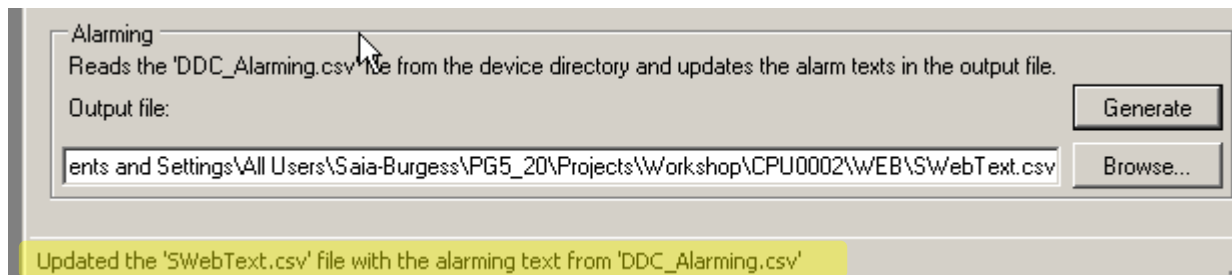 Alarming
Reads the 'DDC_Alarming.csv' file from the device directory and updates the alarm texts in the output file.
Output file:
Generate
ents and Settings\All Users\Saia-Burgess\PG5_20\Projects\Workshop\CPU0002\WEB\SWebText.csv
Browse...
Updated the 'SWebText.csv' file with the alarming text from 'DDC_Alarming.csv'